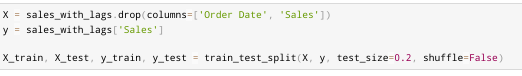 X = sales_with_lags.drop(columns=['Order Date', 'Sales'])
y = sales_with_lags['Sales']
X_train, X_test, y_train, y_test = train_test_split(X, y, test_size=0.2, shuffle=False)